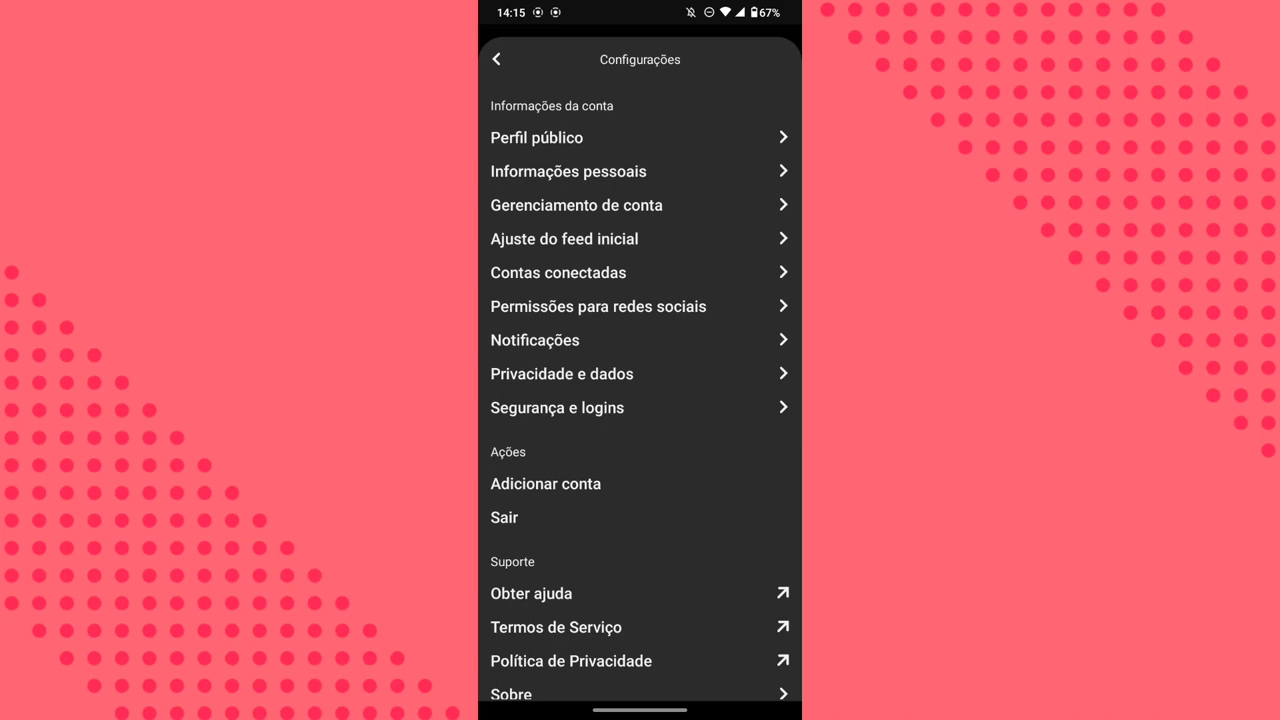 14:15
67%
Configurações
Informações da conta
Perfil público
Informações pessoais
Gerenciamento de conta
Ajuste do feed inicial
Contas conectadas
Permissões para redes sociais
Notificações
Privacidade e dados
Segurança e logins
Ações
Adicionar conta
Sair
Suporte
Obter ajuda
Termos de Serviço
Política de Privacidade
Sobre